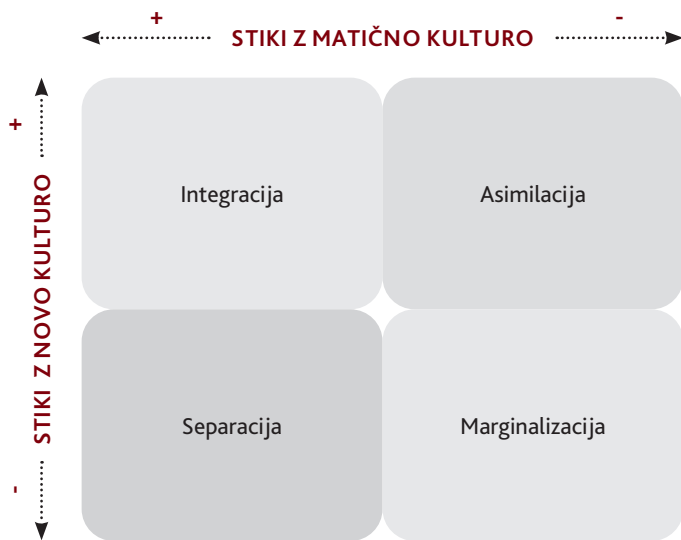 + -
STIKI Z MATIČNO KULTURO
+
STIKI Z NOVO KULTURO
-
Integracija
Asimilacija
Separacija
Marginalizacija